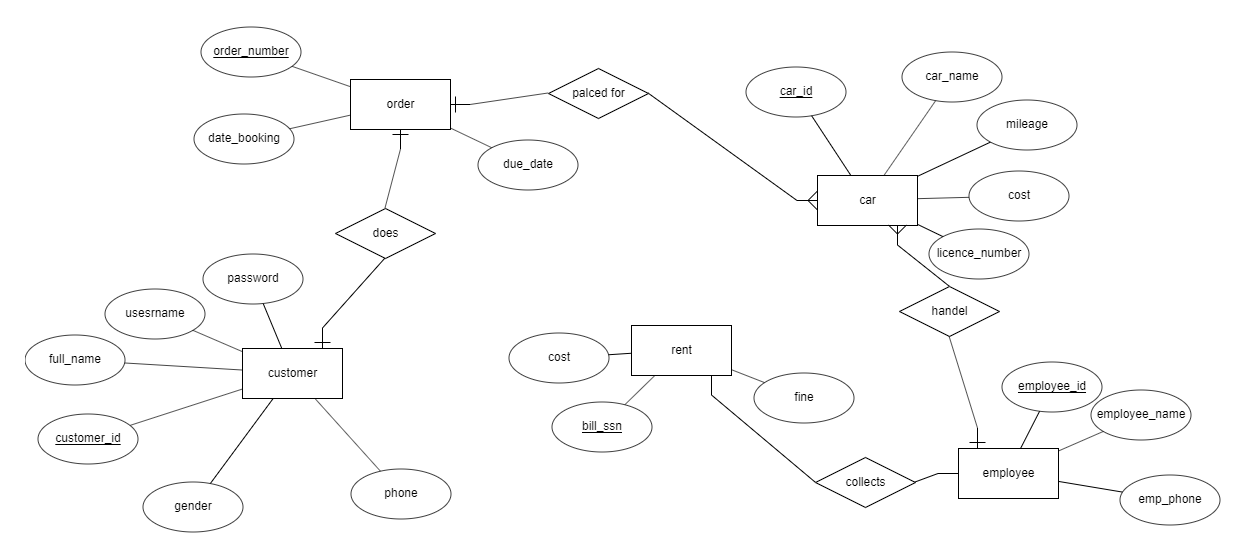 order_number
order
palced for
car_id
car_name
mileage
date_booking
due_date
car
cost
does
licence_number
password
usesrname
handel
full_name
customer
cost
rent
fine
employee_id
employee_name
customer_id
bill_ssn
collects
employee
gender
phone
emp_phone